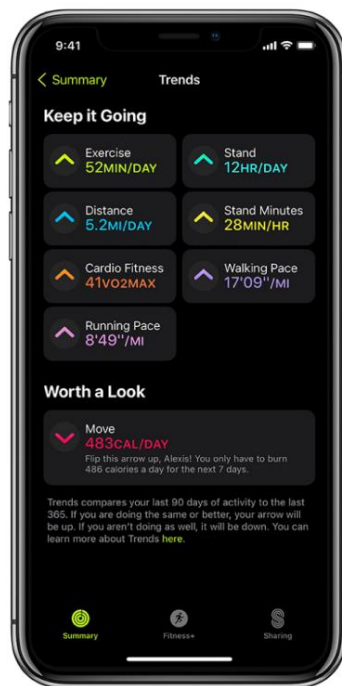 9:41
Summary
Trends
Keep it Going
Exercise
52MIN/DAY
Stand
12HR/DAY
Distance
5.2MI/DAY
Stand Minutes
28MIN/HR
Cardio Fitness
41VO2MAX
Walking Pace
17'09"/MI
Running Pace
8'49"/MI
Worth a Look
Move
483CAL/DAY
Flip this arrow up, Alexis! You only have to burn
486 calories a day for the next 7 days.
Trends compares your last 90 days of activity to the last
365. If you are doing the same or better, your arrow will
be up. If you aren't doing as well, it will be down. You can
learn more about Trends here.
Summary
Fitness+
Sharing